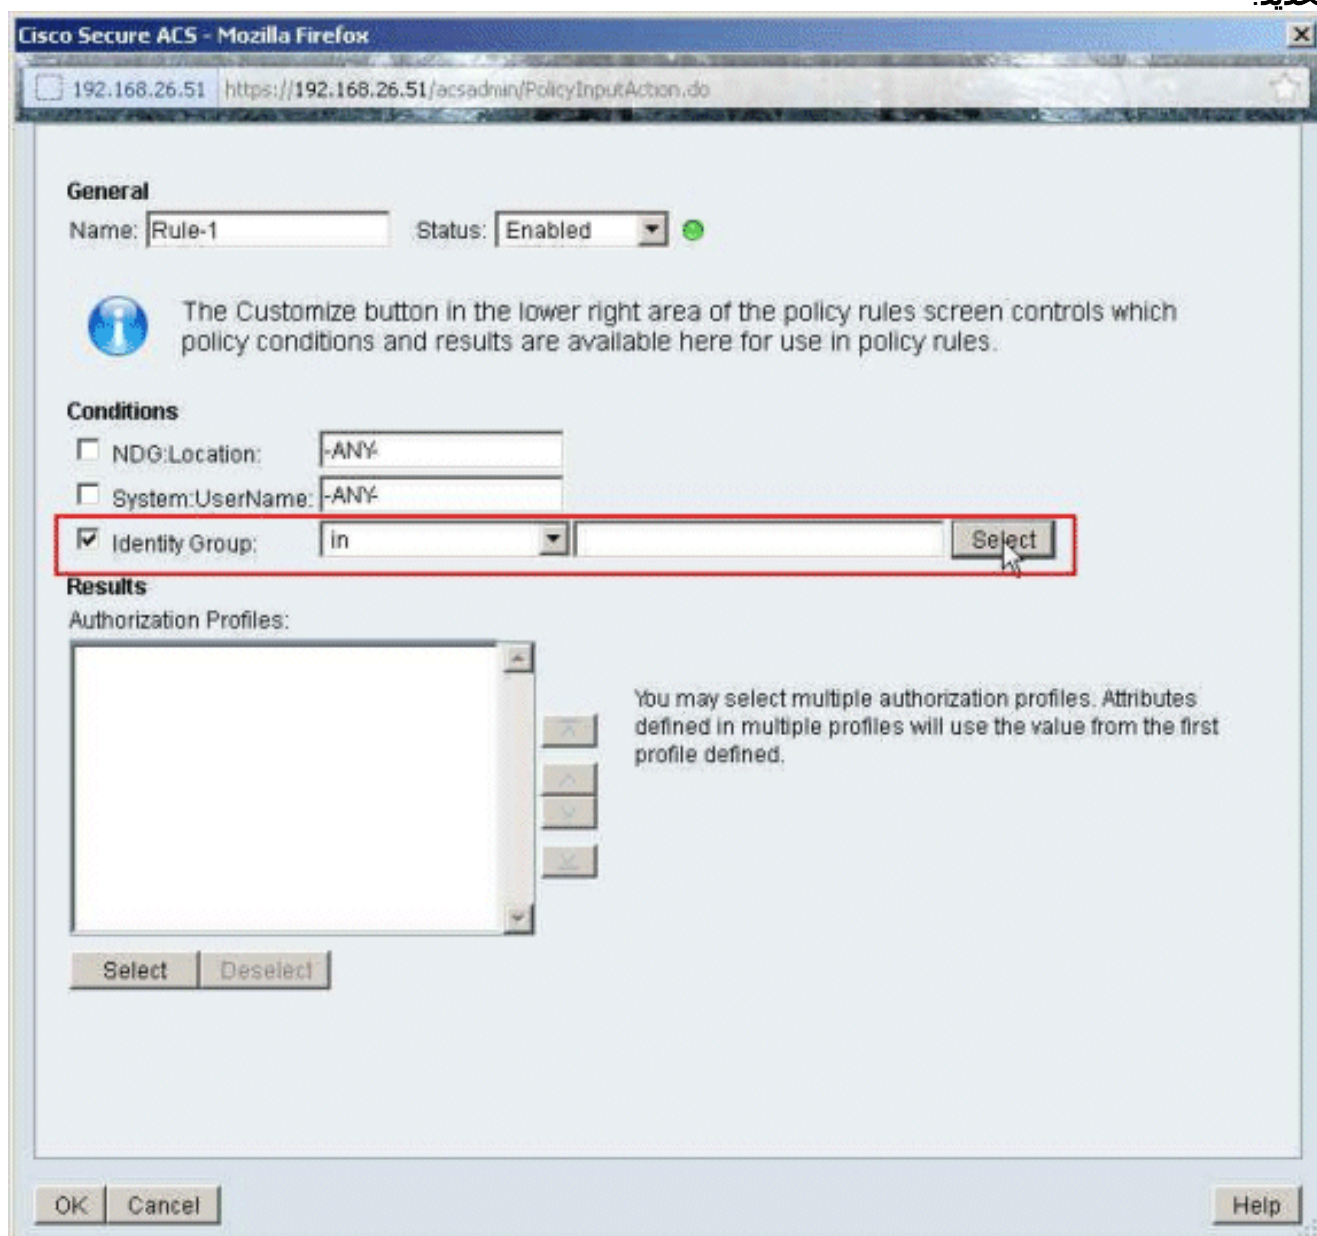 تحديد.
Cisco Secure ACS - Mozilla Firefox
192.168.26.51 https://192.168.26.51/acsadmin/PolicyInputAction.do
General
Name: Rule-1 Status: Enabled
The Customize button in the lower right area of the policy rules screen controls which
policy conditions and results are available here for use in policy rules.
Conditions
NDG:Location: -ANY-
System:UserName: -ANY-
Identity Group: in Select
Results
Authorization Profiles:
You may select multiple authorization profiles. Attributes
defined in multiple profiles will use the value from the first
profile defined.
Select Deselect
OK Cancel Help